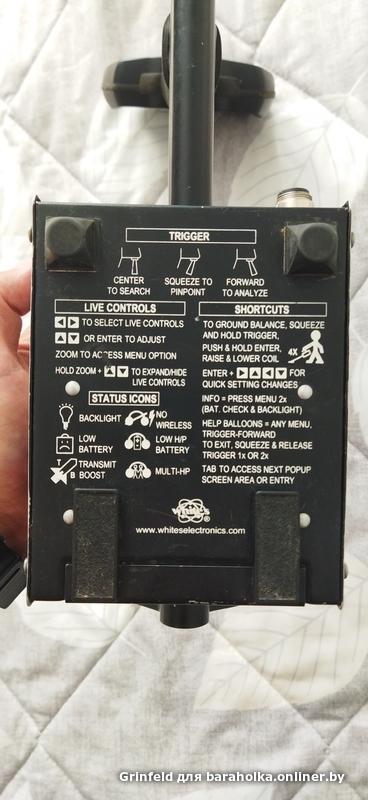 TRIGGER
CENTER
TO SEARCH
SQUEEZE TO
PINPOINT
FORWARD
TO ANALYZE
LIVE CONTROLS
◀ ▶ TO SELECT LIVE CONTROLS
▲ ▼ OR ENTER TO ADJUST
ZOOM TO ACCESS MENU OPTION
HOLD ZOOM + ▲ ▼ TO EXPAND/HIDE
LIVE CONTROLS
STATUS ICONS
BACKLIGHT
NO
WIRELESS
LOW
BATTERY
LOW H/P
BATTERY
T
B
TRANSMIT
BOOST
MULTI-HP
SHORTCUTS
TO GROUND BALANCE, SQUEEZE
AND HOLD TRIGGER,
PUSH & HOLD ENTER,
RAISE & LOWER COIL
4X
ENTER + ▶ ▲ ◀ ▼ FOR
QUICK SETTING CHANGES
INFO = PRESS MENU 2x
(BAT. CHECK & BACKLIGHT)
HELP BALLOONS = ANY MENU,
TRIGGER-FORWARD
TO EXIT, SQUEEZE & RELEASE
TRIGGER 1x OR 2x
TAB TO ACCESS NEXT POPUP
SCREEN AREA OR ENTRY
White's ®
www.whiteselectronics.com
Grinfeld для baraholka.onliner.by